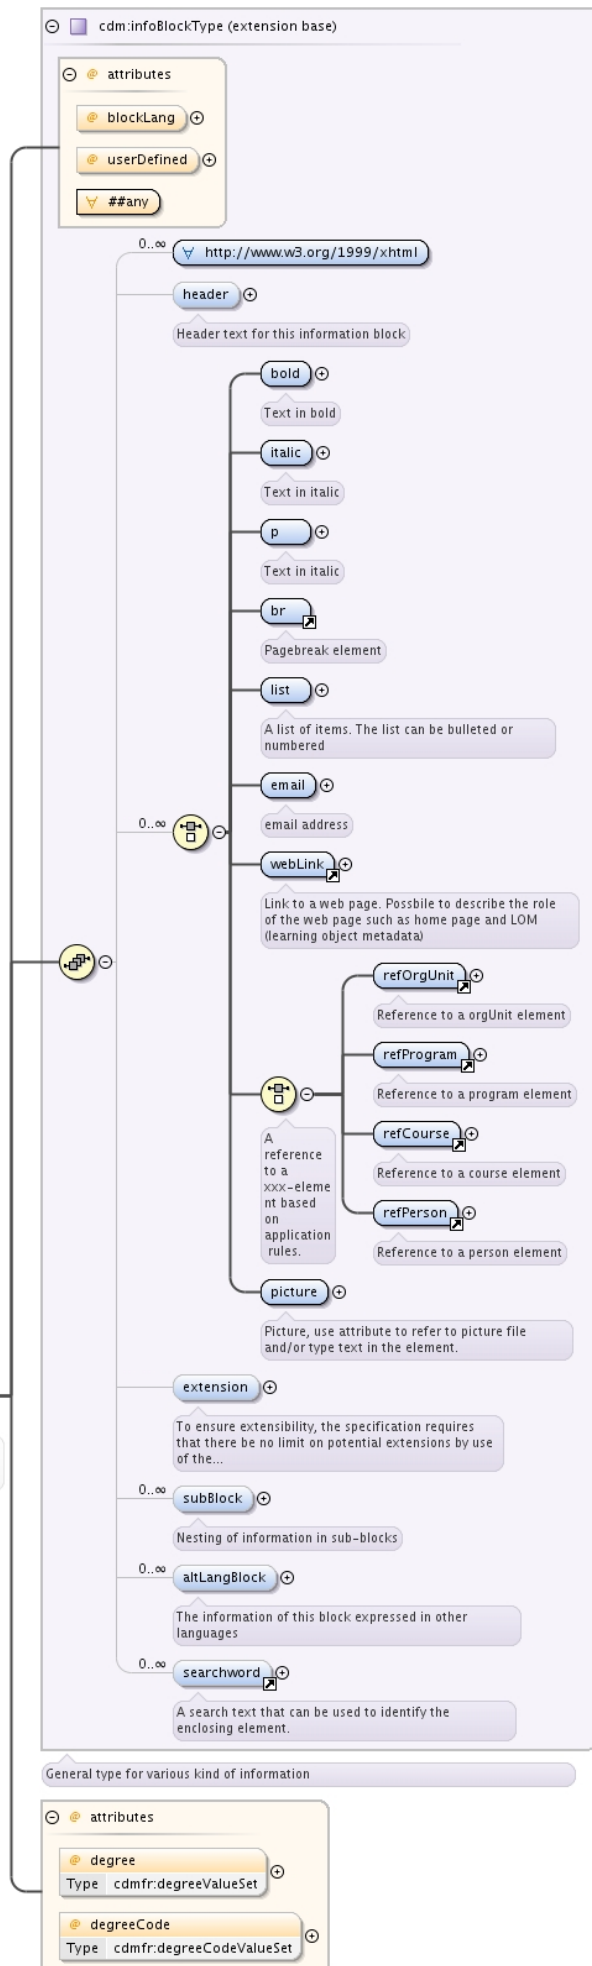 cdm:infoBlockType (extension base)
@ attributes
@ blockLang
@ userDefined
∀ ##any
0..∞
∀ http://www.w3.org/1999/xhtml
header
Header text for this information block
bold
Text in bold
italic
Text in italic
p
Text in italic
br
Pagebreak element
list
A list of items. The list can be bulleted or
numbered
email
email address
0..∞
webLink
Link to a web page. Possbile to describe the role
of the web page such as home page and LOM
(learning object metadata)
refOrgUnit
Reference to a orgUnit element
refProgram
Reference to a program element
refCourse
Reference to a course element
refPerson
Reference to a person element
A
reference
to a
xxx-eleme
nt based
on
application
rules.
picture
Picture, use attribute to refer to picture file
and/or type text in the element.
extension
To ensure extensibility, the specification requires
that there be no limit on potential extensions by use
of the...
0..∞
subBlock
Nesting of information in sub-blocks
0..∞
altLangBlock
The information of this block expressed in other
languages
0..∞
searchword
A search text that can be used to identify the
enclosing element.
General type for various kind of information
@ attributes
@ degree
Type cdmfr:degreeValueSet
@ degreeCode
Type cdmfr:degreeCodeValueSet